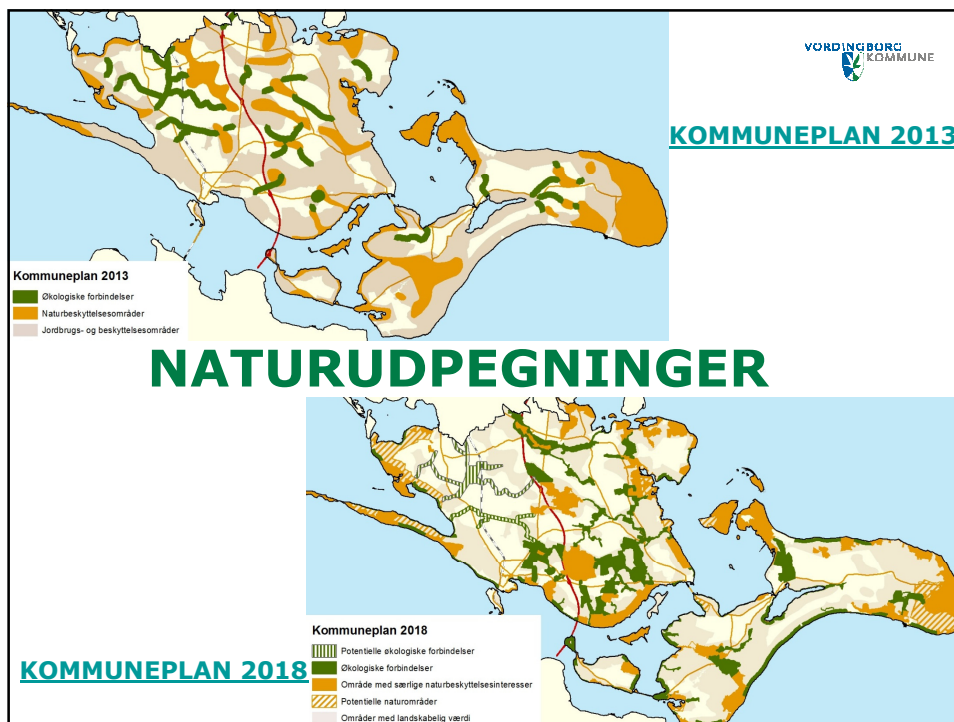 VORDINGBORG
KOMMUNE
KOMMUNEPLAN 2013
Kommuneplan 2013
Økologiske forbindelser
Naturbeskyttelsesområder
Jordbrugs- og beskyttelsesområder
NATURUDPEGNINGER
Kommuneplan 2018
Potentielle økologiske forbindelser
Økologiske forbindelser
Område med særlige naturbeskyttelsesinteresser
Potentielle naturområder
Områder med landskabelig værdi
KOMMUNEPLAN 2018